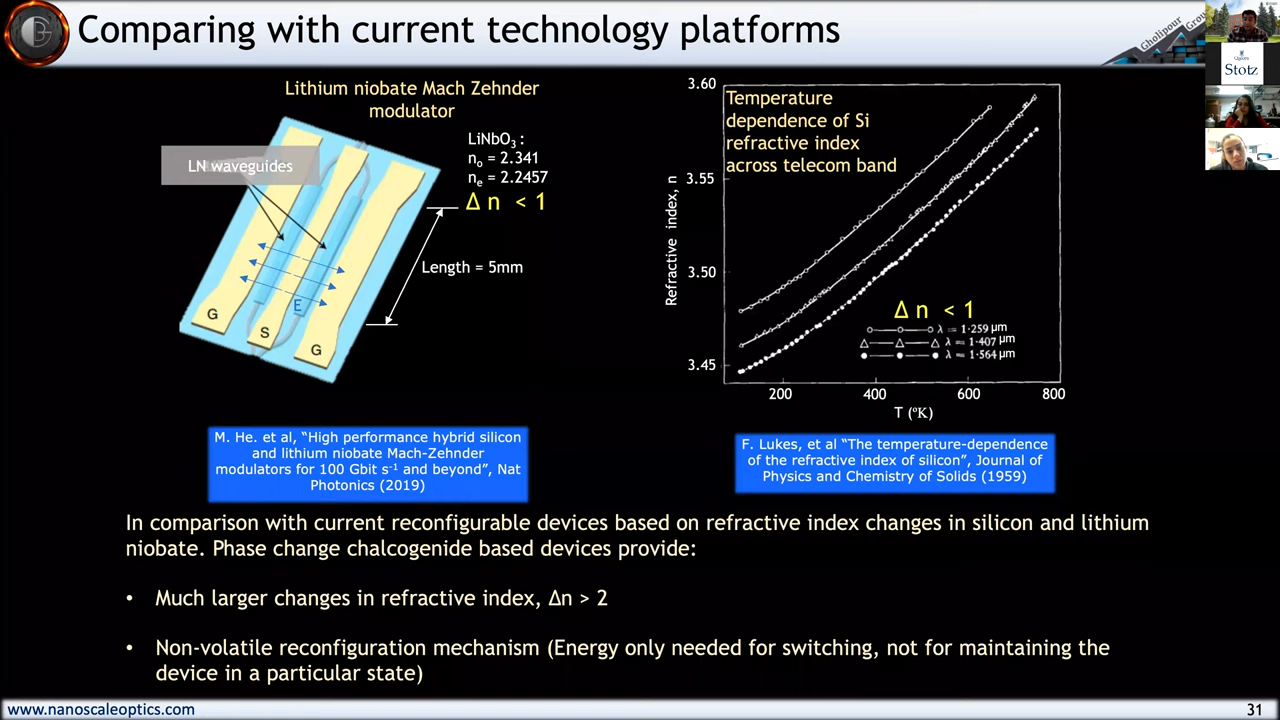 Comparing with current technology platforms
Gholipour
Queen's
Stotz
Lithium niobate Mach Zehnder
modulator
LN waveguides
LiNbO3 :
no = 2.341
ne = 2.2457
Δ n < 1
Length = 5mm
E
G
S
G
3.60
3.55
3.50
3.45
Refractive index, n
Temperature
dependence of Si
refractive index
across telecom band
Δ n < 1
λ = 1·259 μm
λ = 1·407 μm
λ = 1·564 μm
200
400
600
800
T (°K)
M. He. et al, “High performance hybrid silicon
and lithium niobate Mach-Zehnder
modulators for 100 Gbit s-1 and beyond”, Nat
Photonics (2019)
F. Lukes, et al “The temperature-dependence
of the refractive index of silicon”, Journal of
Physics and Chemistry of Solids (1959)
In comparison with current reconfigurable devices based on refractive index changes in silicon and lithium
niobate. Phase change chalcogenide based devices provide:
• Much larger changes in refractive index, Δn > 2
• Non-volatile reconfiguration mechanism (Energy only needed for switching, not for maintaining the
device in a particular state)
www.nanoscaleoptics.com
31